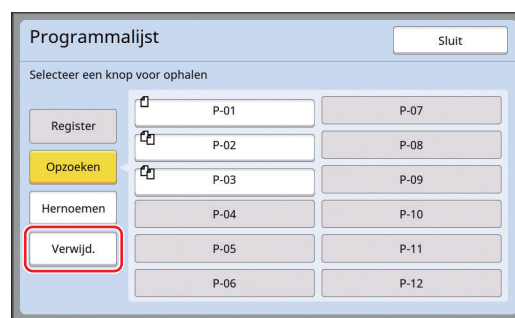 Programmalijst
Sluit
Selecteer een knop voor ophalen
Register
Opzoeken
Hernoemen
Verwijd.
P-01
P-02
P-03
P-04
P-05
P-06
P-07
P-08
P-09
P-10
P-11
P-12